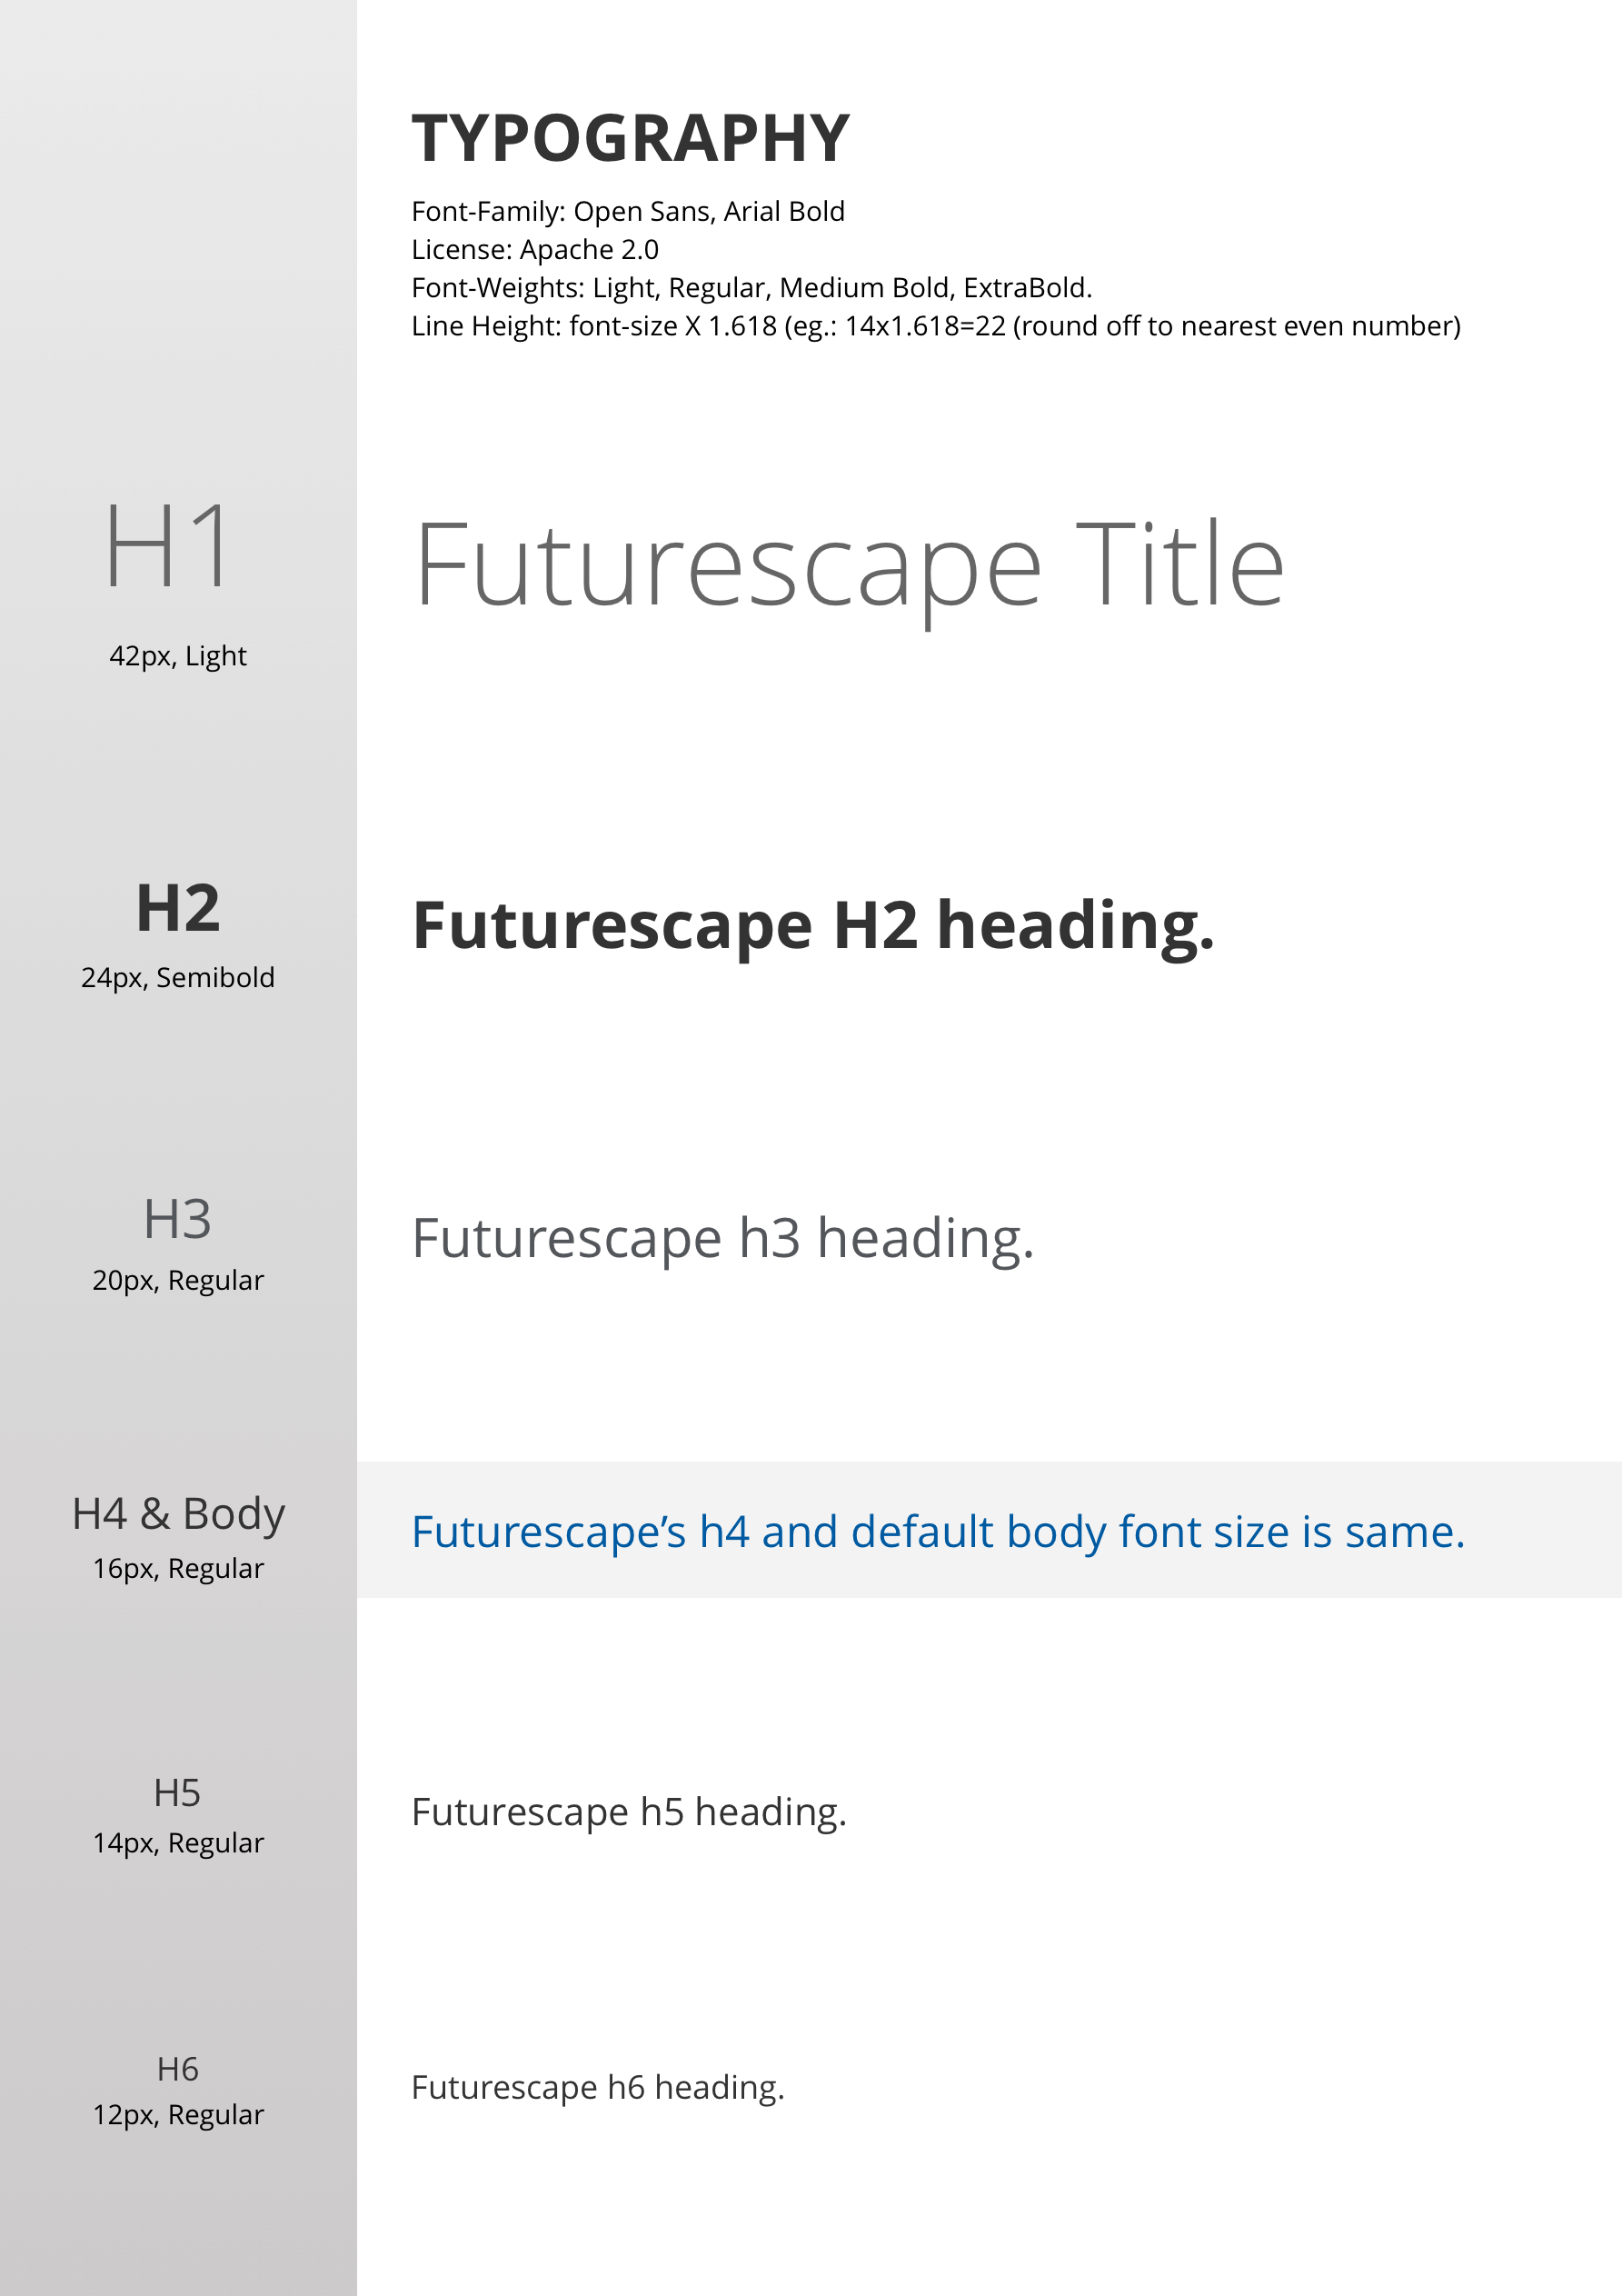 TYPOGRAPHY
Font-Family: Open Sans, Arial Bold
License: Apache 2.0
Font-Weights: Light, Regular, Medium Bold, ExtraBold.
Line Height: font-size X 1.618 (eg.: 14x1.618=22 (round off to nearest even number)
H1
42px, Light
Futurescape Title
H2
24px, Semibold
Futurescape H2 heading.
H3
20px, Regular
Futurescape h3 heading.
H4 & Body
16px, Regular
Futurescape’s h4 and default body font size is same.
H5
14px, Regular
Futurescape h5 heading.
H6
12px, Regular
Futurescape h6 heading.